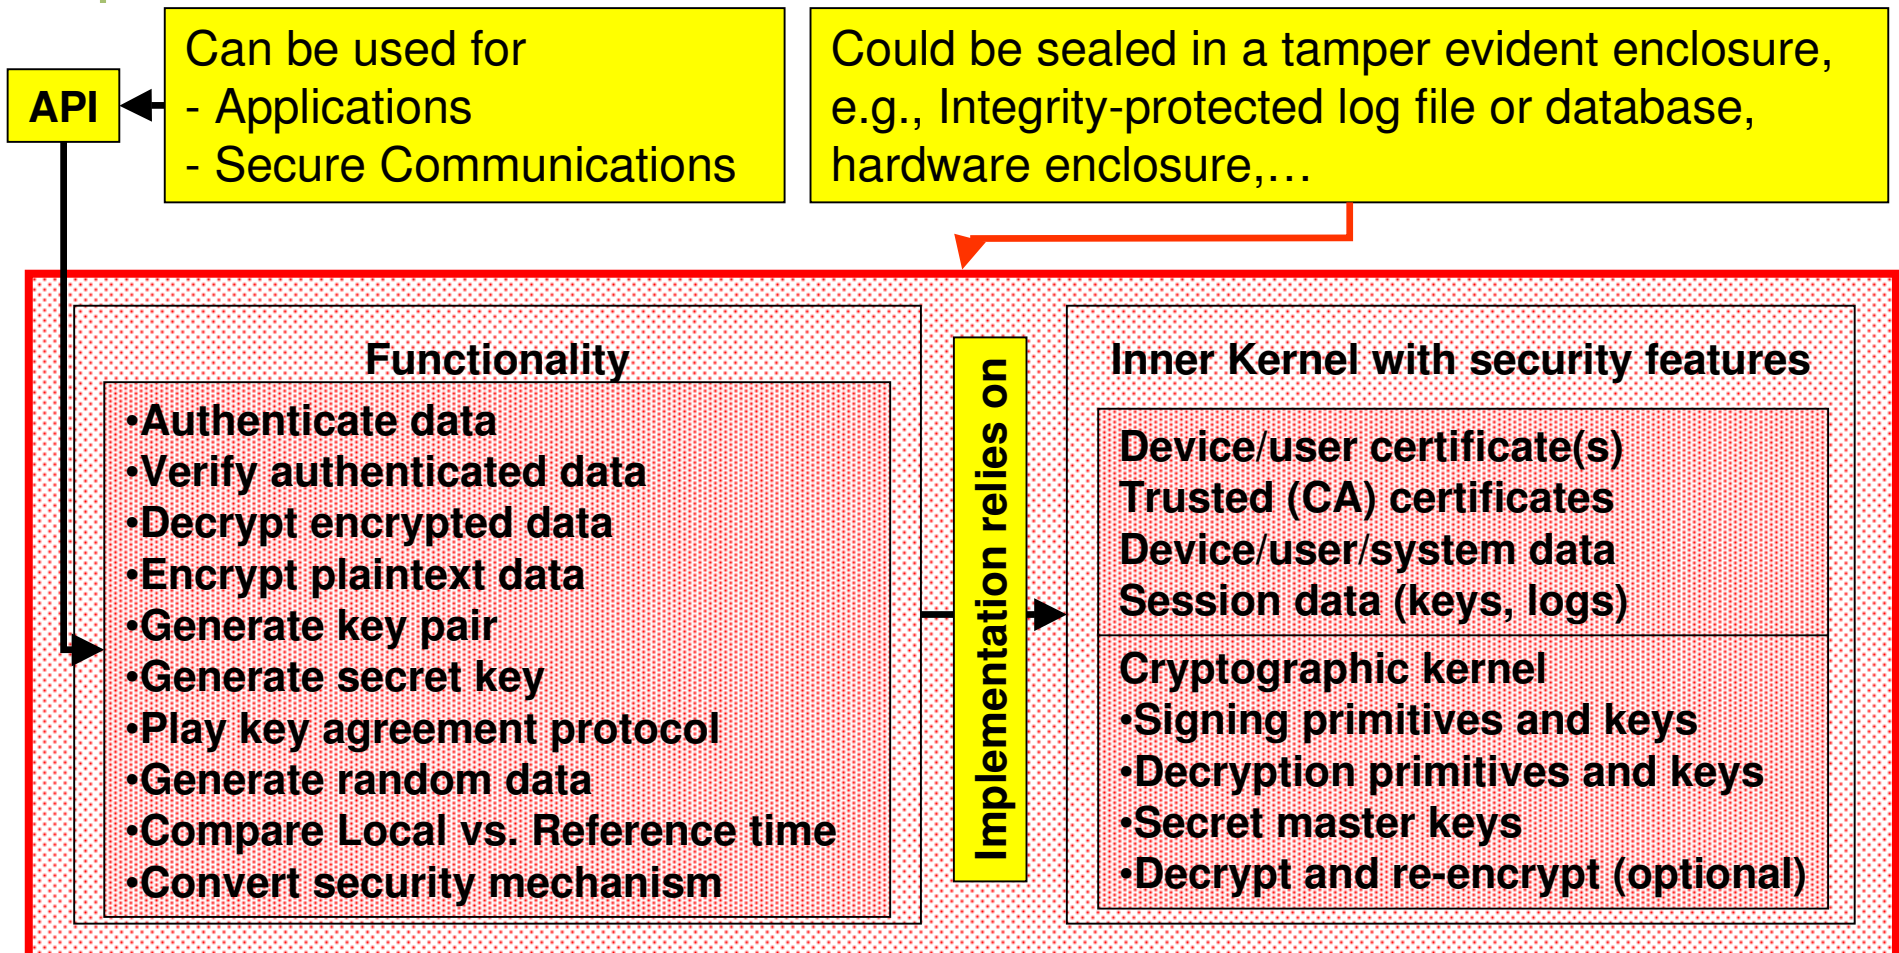 Can be used for
- Applications
- Secure Communications
Could be sealed in a tamper evident enclosure,
e.g., Integrity-protected log file or database,
hardware enclosure,…
API
Functionality
•Authenticate data
•Verify authenticated data
•Decrypt encrypted data
•Encrypt plaintext data
•Generate key pair
•Generate secret key
•Play key agreement protocol
•Generate random data
•Compare Local vs. Reference time
•Convert security mechanism
Implementation relies on
Inner Kernel with security features
Device/user certificate(s)
Trusted (CA) certificates
Device/user/system data
Session data (keys, logs)
Cryptographic kernel
•Signing primitives and keys
•Decryption primitives and keys
•Secret master keys
•Decrypt and re-encrypt (optional)